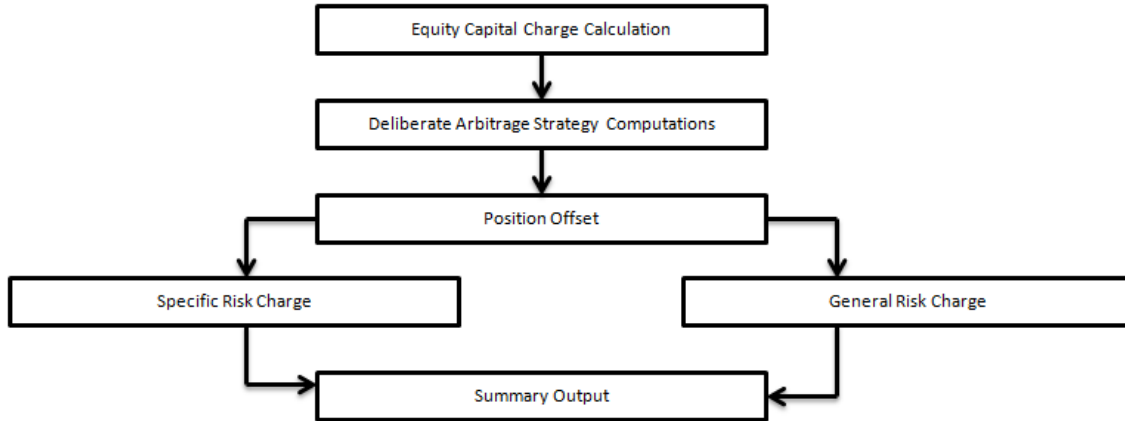 Equity Capital Charge Calculation
Deliberate Arbitrage Strategy Computations
Position Offset
Specific Risk Charge
General Risk Charge
Summary Output